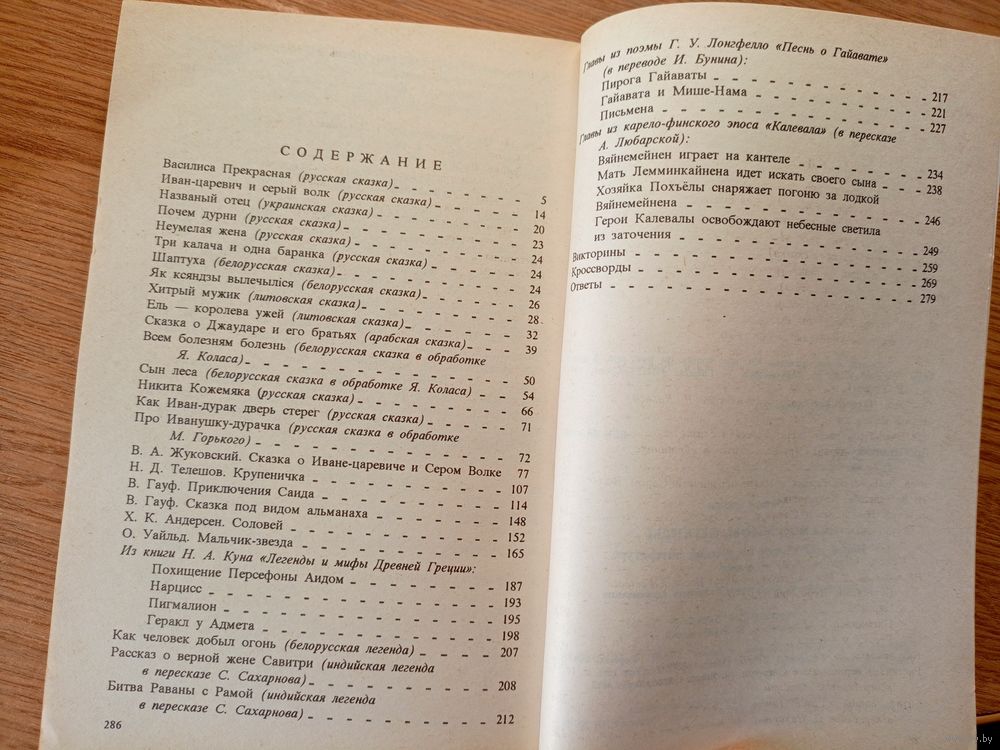 СОДЕРЖАНИЕ
Василиса Прекрасная (русская сказка) 5
Иван-царевич и серый волк (русская сказка) 14
Названый отец (украинская сказка) 20
Почем дурни (русская сказка) 23
Неумелая жена (русская сказка) 24
Три калача и одна баранка (русская сказка) 24
Шаптуха (белорусская сказка) 24
Як ксяндзы вылечыліся (белорусская сказка) 26
Хитрый мужик (литовская сказка) 28
Ель — королева ужей (литовская сказка) 32
Сказка о Джаударе и его братьях (арабская сказка) 39
Всем болезням болезнь (белорусская сказка в обработке
Я. Коласа) 50
Сын леса (белорусская сказка в обработке Я. Коласа) 54
Никита Кожемяка (русская сказка) 66
Как Иван-дурак дверь стерег (русская сказка) 71
Про Иванушку-дурачка (русская сказка в обработке
М. Горького) 72
В. А. Жуковский. Сказка о Иване-царевиче и Сером Волке 77
Н. Д. Телешов. Крупеничка 107
В. Гауф. Приключения Саида 114
В. Гауф. Сказка под видом альманаха 148
Х. К. Андерсен. Соловей 152
О. Уайльд. Мальчик-звезда 165
Из книги Н. А. Куна «Легенды и мифы Древней Греции»:
Похищение Персефоны Аидом 187
Нарцисс 193
Пигмалион 195
Геракл у Адмета 198
Как человек добыл огонь (белорусская легенда) 207
Рассказ о верной жене Савитри (индийская легенда
в пересказе С. Сахарнова) 208
Битва Раваны с Рамой (индийская легенда
в пересказе С. Сахарнова) 212
286
Главы из поэмы Г. У. Лонгфелло «Песнь о Гайавате»
(в переводе И. Бунина):
Пирога Гайаваты 217
Гайавата и Мише-Нама 221
Письмена 227
Главы из карело-финского эпоса «Калевала» (в пересказе
А. Любарской):
Вяйнемейнен играет на кантеле 234
Мать Лемминкайнена идет искать своего сына 238
Хозяйка Похъёлы снаряжает погоню за лодкой
Вяйнемейнена 246
Герои Калевалы освобождают небесные светила
из заточения 249
Викторины 259
Кроссворды 269
Ответы 279